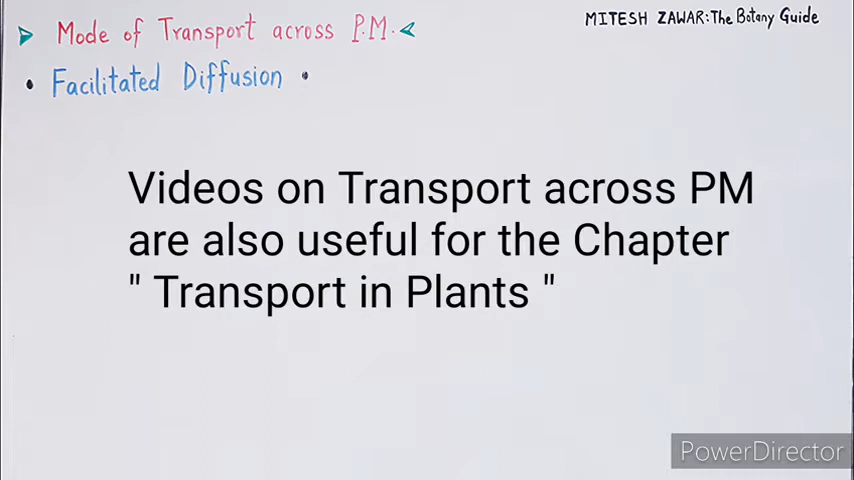 ➤ Mode of Transport across P.M. <
MITESH ZAWAR: The Botany Guide
• Facilitated Diffusion •
Videos on Transport across PM
are also useful for the Chapter
" Transport in Plants "
PowerDirector